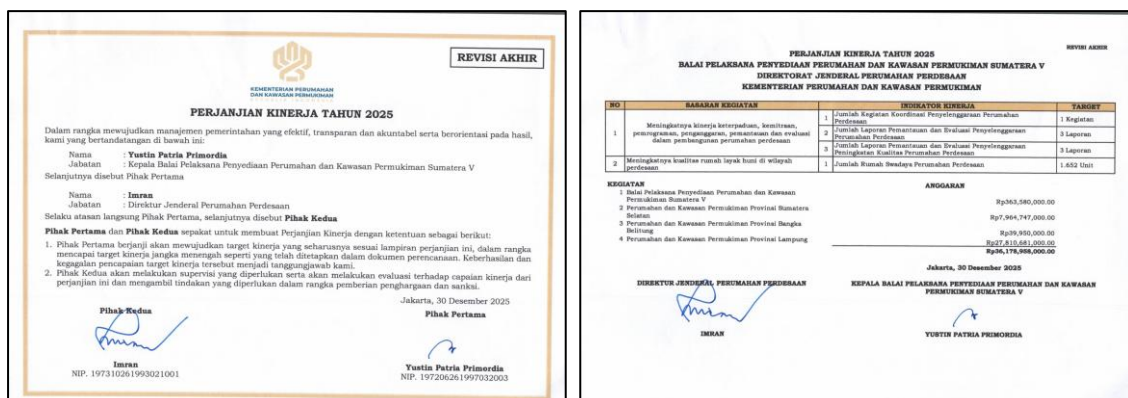 REVISI AKHIR
KEMENTERIAN PERUMAHAN
DAN KAWASAN PERMUKIMAN
REPUBLIK INDONESIA
PERJANJIAN KINERJA TAHUN 2025
Dalam rangka mewujudkan manajemen pemerintahan yang efektif, transparan dan akuntabel serta berorientasi pada hasil,
kami yang bertandatangan di bawah ini:
Nama : Yustin Patria Primordia
Jabatan : Kepala Balai Pelaksana Penyediaan Perumahan dan Kawasan Permukiman Sumatera V
Selanjutnya disebut Pihak Pertama
Nama : Imran
Jabatan : Direktur Jenderal Perumahan Perdesaan
Selaku atasan langsung Pihak Pertama, selanjutnya disebut Pihak Kedua
Pihak Pertama dan Pihak Kedua sepakat untuk membuat Perjanjian Kinerja dengan ketentuan sebagai berikut:
1. Pihak Pertama berjanji akan mewujudkan target kinerja yang seharusnya sesuai lampiran perjanjian ini, dalam rangka
mencapai target kinerja jangka menengah seperti yang telah ditetapkan dalam dokumen perencanaan. Keberhasilan dan
kegagalan pencapaian target kinerja tersebut menjadi tanggungjawab kami.
2. Pihak Kedua akan melakukan supervisi yang diperlukan serta akan melakukan evaluasi terhadap capaian kinerja dari
perjanjian ini dan mengambil tindakan yang diperlukan dalam rangka pemberian penghargaan dan sanksi.
Jakarta, 30 Desember 2025
Pihak Kedua Pihak Pertama
Imran Yustin Patria Primordia
NIP. 197310261993021001 NIP. 197206261997032003
REVISI AKHIR
PERJANJIAN KINERJA TAHUN 2025
BALAI PELAKSANA PENYEDIAAN PERUMAHAN DAN KAWASAN PERMUKIMAN SUMATERA V
DIREKTORAT JENDERAL PERUMAHAN PERDESAAN
KEMENTERIAN PERUMAHAN DAN KAWASAN PERMUKIMAN
NO SASARAN KEGIATAN INDIKATOR KINERJA TARGET
1 Meningkatnya kinerja keterpaduan, kemitraan,
pemrograman, penganggaran, pemantauan dan evaluasi
dalam pembangunan perumahan perdesaan
1 Jumlah Kegiatan Koordinasi Penyelenggaraan Perumahan
Perdesaan 1 Kegiatan
2 Jumlah Laporan Pemantauan dan Evaluasi Penyelenggaraan
Perumahan Perdesaan 3 Laporan
3 Jumlah Laporan Pemantauan dan Evaluasi Penyelenggaraan
Peningkatan Kualitas Perumahan Perdesaan 3 Laporan
2 Meningkatnya kualitas rumah layak huni di wilayah
perdesaan
1 Jumlah Rumah Swadaya Perumahan Perdesaan 1.652 Unit
KEGIATAN ANGGARAN
1 Balai Pelaksana Penyediaan Perumahan dan Kawasan
Permukiman Sumatera V Rp363,580,000.00
2 Perumahan dan Kawasan Permukiman Provinsi Sumatera
Selatan Rp7,964,747,000.00
3 Perumahan dan Kawasan Permukiman Provinsi Bangka
Belitung Rp39,950,000.00
4 Perumahan dan Kawasan Permukiman Provinsi Lampung
Rp27,810,681,000.00
Rp36,178,958,000.00
Jakarta, 30 Desember 2025
DIREKTUR JENDERAL PERUMAHAN PERDESAAN
KEPALA BALAI PELAKSANA PENYEDIAAN PERUMAHAN DAN KAWASAN
PERMUKIMAN SUMATERA V
IMRAN YUSTIN PATRIA PRIMORDIA